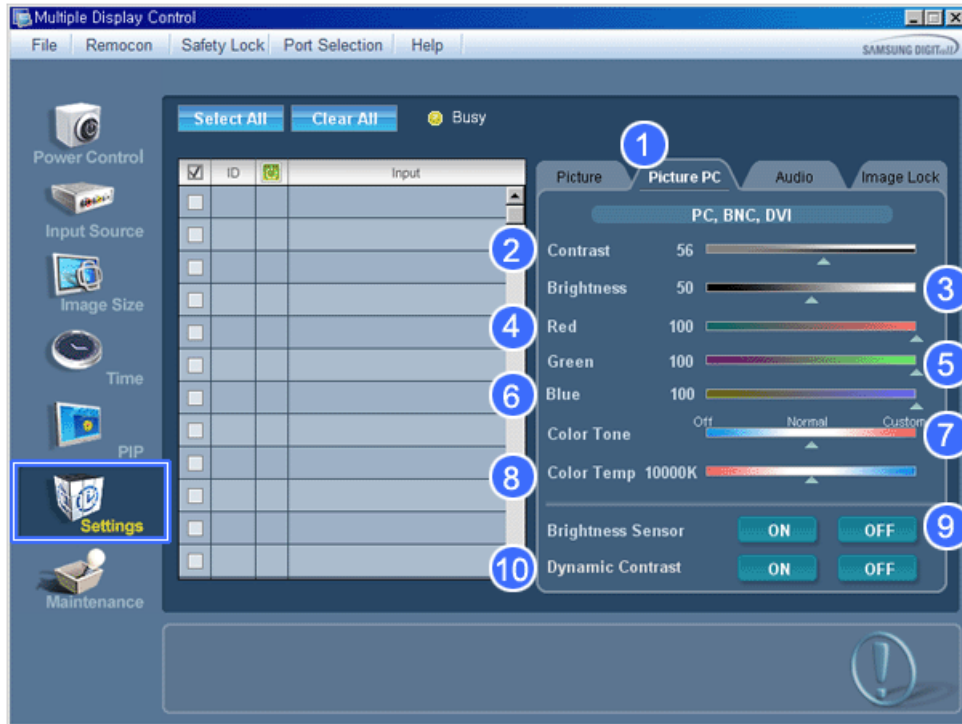 Multiple Display Control
File Remocon Safety Lock Port Selection Help
SAMSUNG DIGITall
Select All Clear All Busy
Power Control
Input Source
Image Size
Time
PIP
Settings
Maintenance
ID Input
1
Picture Picture PC Audio Image Lock
PC, BNC, DVI
2 Contrast 56
Brightness 50 3
4 Red 100
Green 100 5
6 Blue 100
Off Normal Custom
Color Tone 7
8 Color Temp 10000K
Brightness Sensor ON OFF 9
10 Dynamic Contrast ON OFF